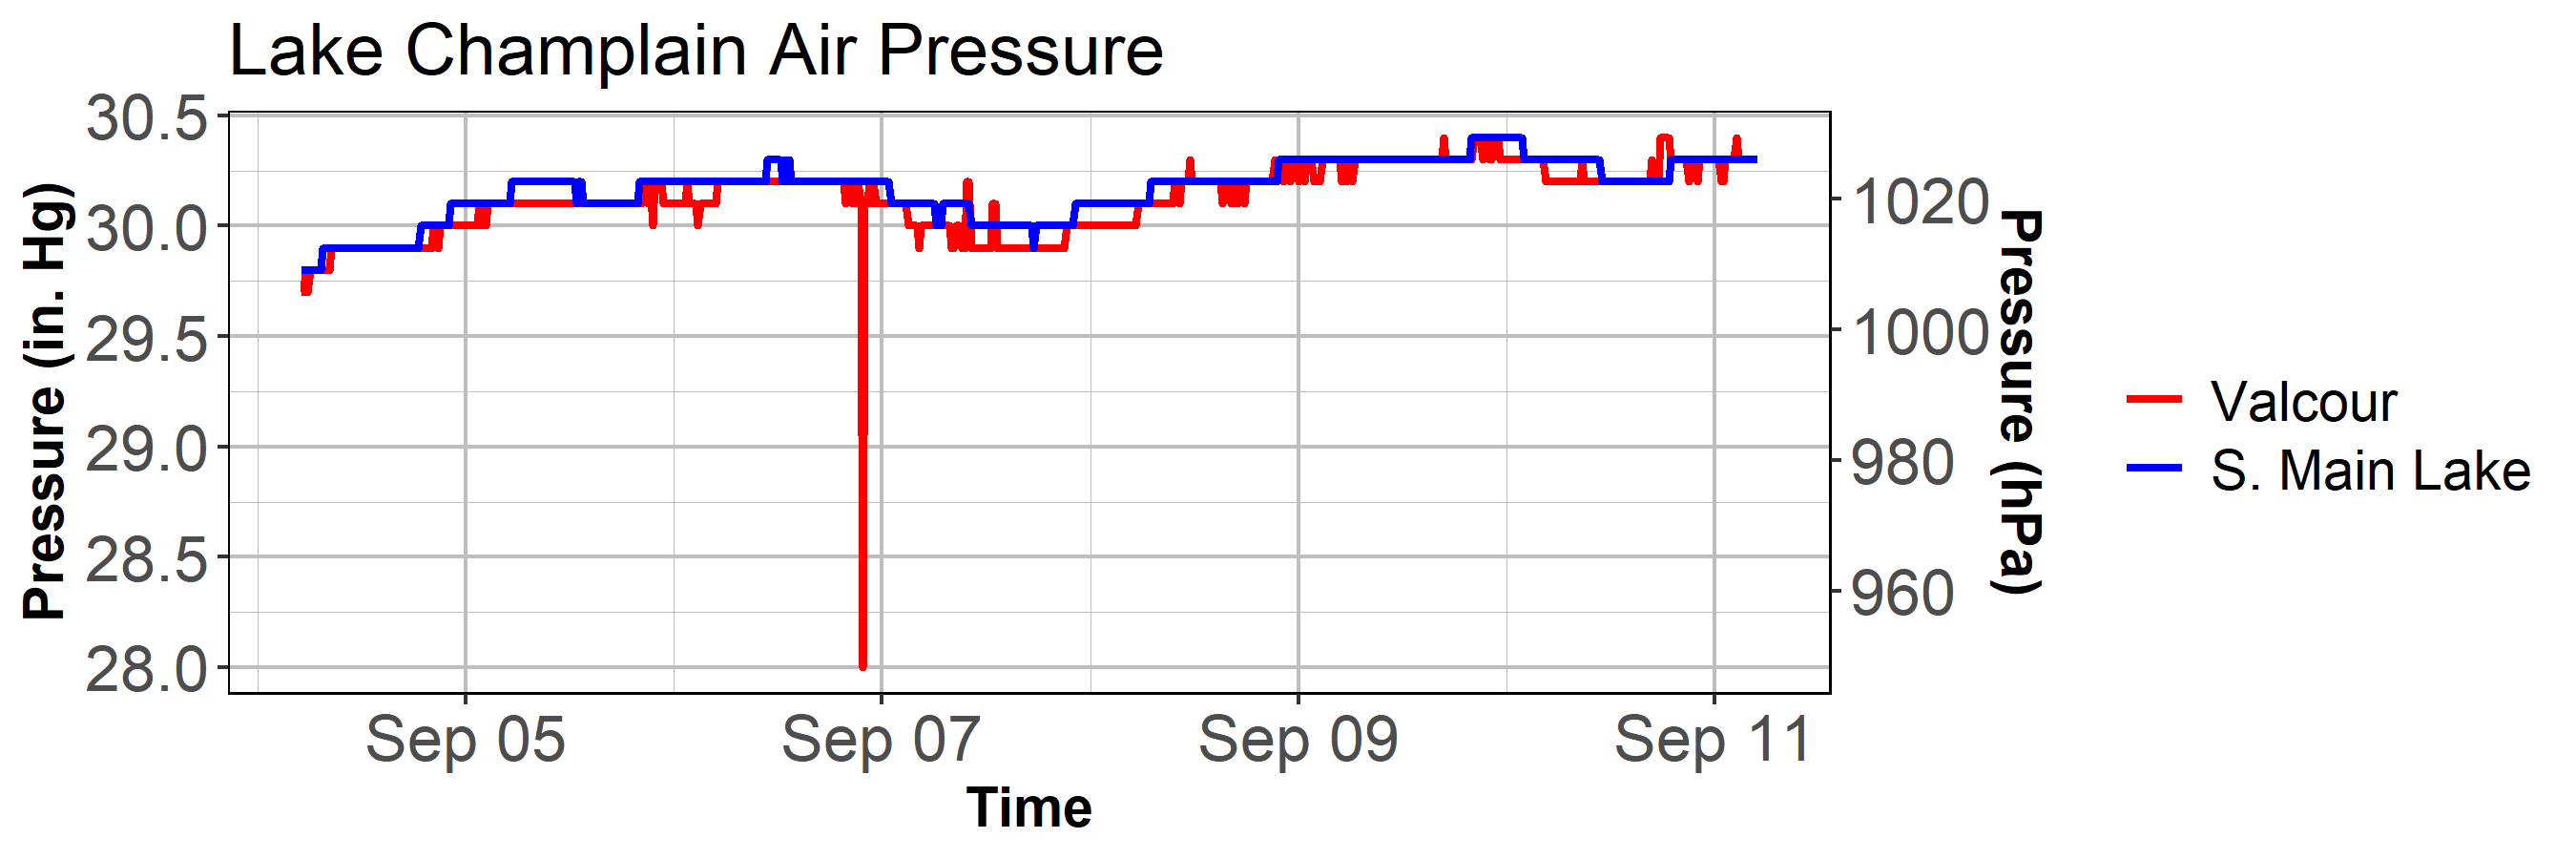 Lake Champlain Air Pressure
30.5
30.0
29.5
29.0
28.5
28.0
Pressure (in. Hg)
1020
1000
980
960
Pressure (hPa)
Sep 05
Sep 07
Sep 09
Sep 11
Time
Valcour
S. Main Lake